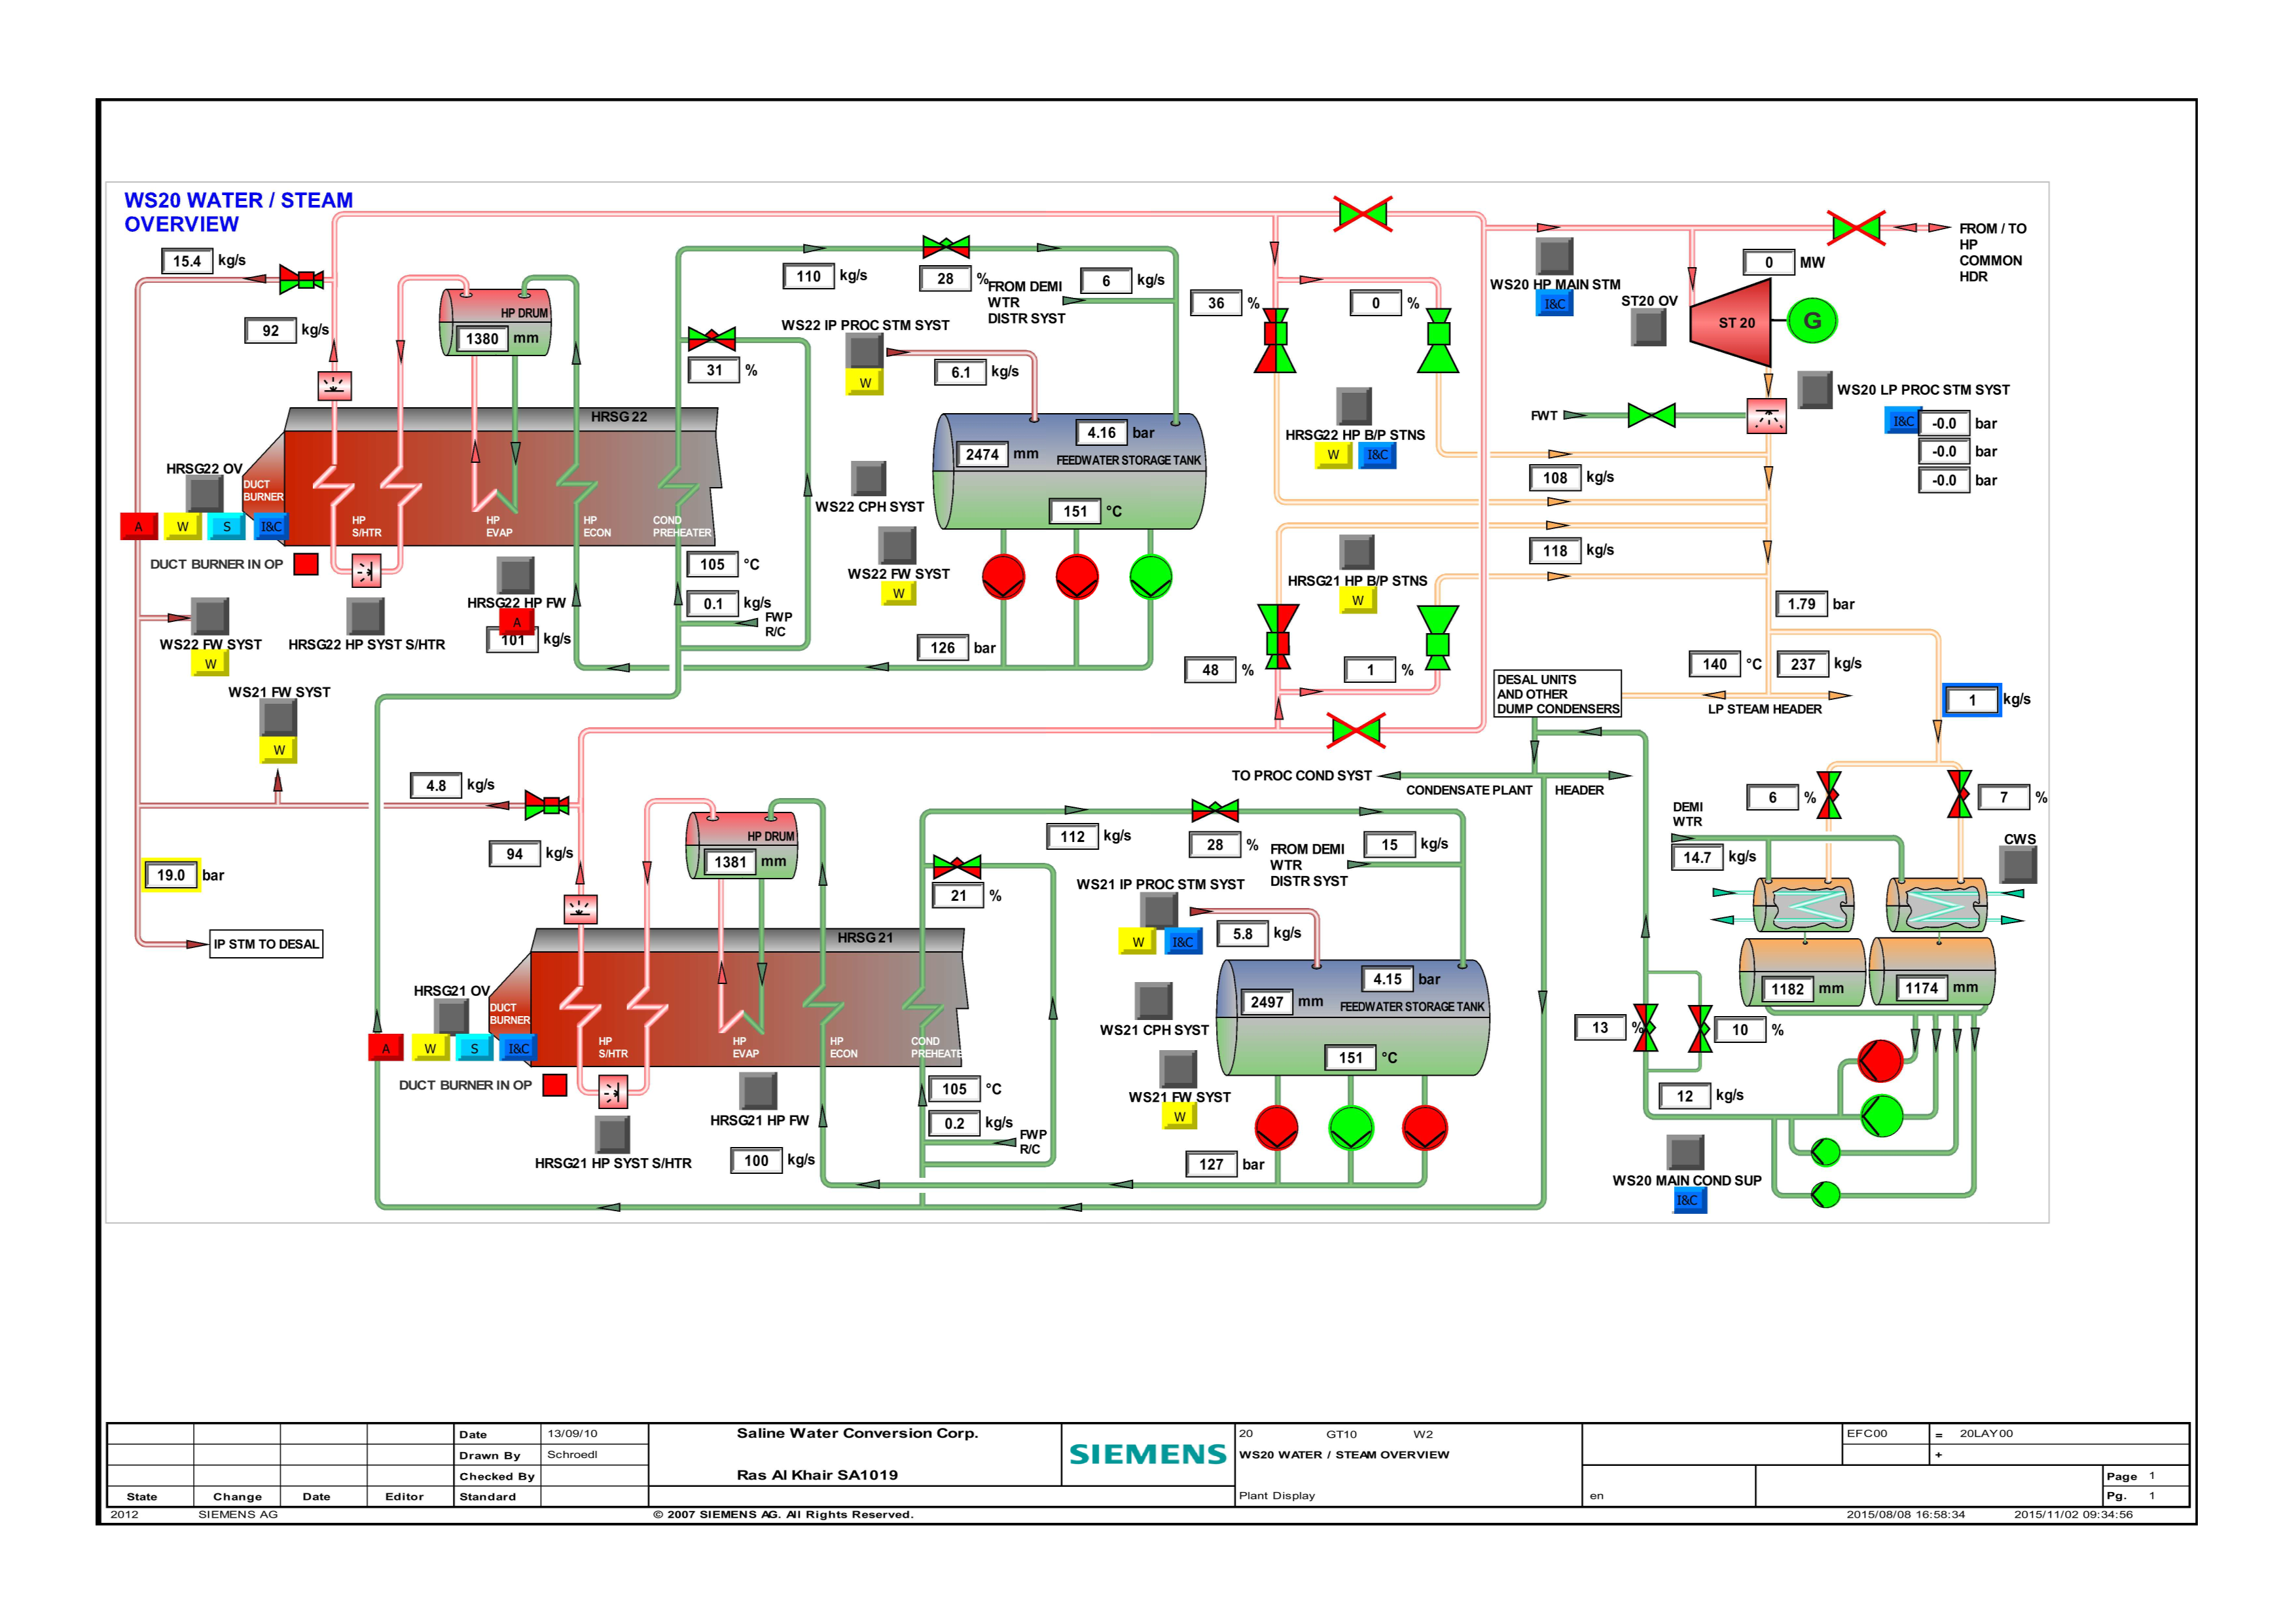 WS20 WATER / STEAM
OVERVIEW
15.4 kg/s
92 kg/s
HP DRUM
1380 mm
110 kg/s
28 %
FROM DEMI
WTR
DISTR SYST
6 kg/s
31 %
WS22 IP PROC STM SYST
W
6.1 kg/s
36 %
0 %
WS20 HP MAIN STM
I&C
ST20 OV
0 MW
ST 20
G
FROM / TO
HP
COMMON
HDR
HRSG 22
HRSG22 OV
DUCT
BURNER
A W S I&C
HP
S/HTR
HP
EVAP
HP
ECON
COND
PREHEATER
DUCT BURNER IN OP
WS22 CPH SYST
WS22 FW SYST
W
4.16 bar
2474 mm
FEEDWATER STORAGE TANK
151 °C
HRSG22 HP B/P STNS
W I&C
FWT
WS20 LP PROC STM SYST
I&C -0.0 bar
-0.0 bar
-0.0 bar
108 kg/s
118 kg/s
HRSG21 HP B/P STNS
W
105 °C
0.1 kg/s
FWP
R/C
HRSG22 HP FW
A
101 kg/s
HRSG22 HP SYST S/HTR
WS22 FW SYST
W
126 bar
48 %
1 %
1.79 bar
140 °C 237 kg/s
LP STEAM HEADER
1 kg/s
DESAL UNITS
AND OTHER
DUMP CONDENSERS
WS21 FW SYST
W
4.8 kg/s
94 kg/s
19.0 bar
IP STM TO DESAL
HP DRUM
1381 mm
TO PROC COND SYST
CONDENSATE PLANT HEADER
112 kg/s
28 %
FROM DEMI
WTR
DISTR SYST
15 kg/s
21 %
WS21 IP PROC STM SYST
W I&C
5.8 kg/s
6 %
7 %
DEMI
WTR
14.7 kg/s
CWS
HRSG 21
HRSG21 OV
DUCT
BURNER
A W S I&C
HP
S/HTR
HP
EVAP
HP
ECON
COND
PREHEATE
DUCT BURNER IN OP
WS21 CPH SYST
WS21 FW SYST
W
4.15 bar
2497 mm
FEEDWATER STORAGE TANK
151 °C
1182 mm
1174 mm
13 %
10 %
12 kg/s
105 °C
0.2 kg/s
FWP
R/C
HRSG21 HP FW
100 kg/s
HRSG21 HP SYST S/HTR
127 bar
WS20 MAIN COND SUP
I&C
Date 13/09/10
Drawn By Schroedl
Checked By
State Change Date Editor Standard
Saline Water Conversion Corp.
Ras Al Khair SA1019
SIEMENS
20 GT10 W2
WS20 WATER / STEAM OVERVIEW
Plant Display
en
EFC00 = 20LAY00
+
Page 1
Pg. 1
2012 SIEMENS AG
© 2007 SIEMENS AG. All Rights Reserved.
2015/08/08 16:58:34 2015/11/02 09:34:56